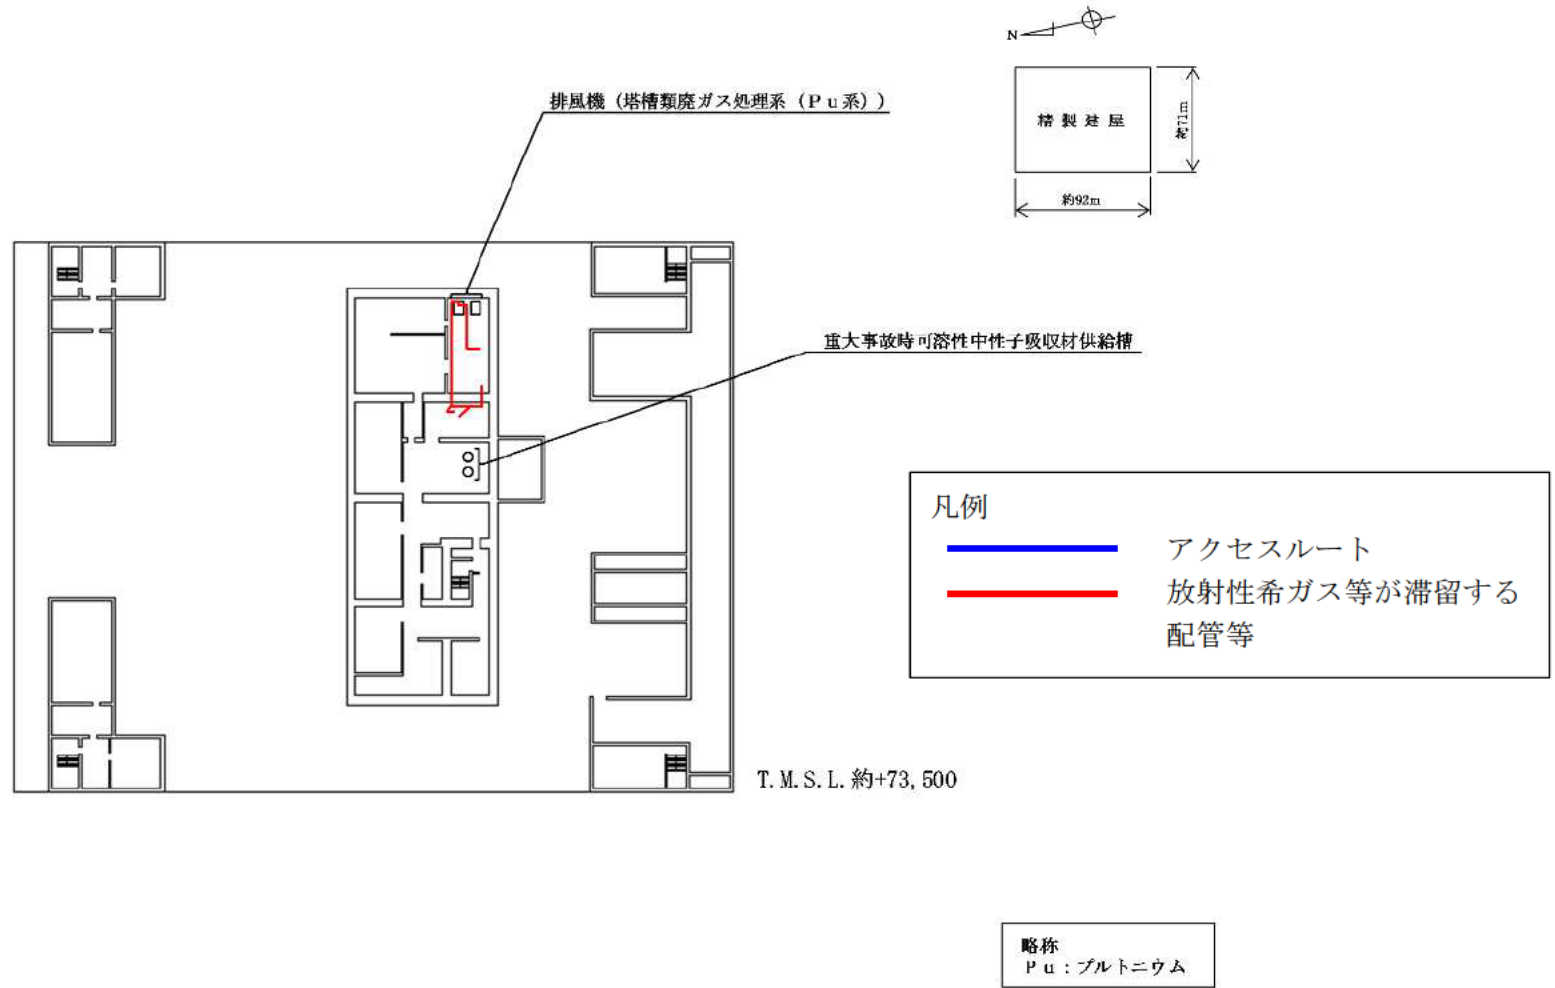 N
排風機（塔槽類廃ガス処理系（Ｐｕ系））
精製建屋
約71m
約92m
重大事故時可溶性中性子吸収材供給槽
凡例
アクセスルート
放射性希ガス等が滞留する
配管等
T.M.S.L.約+73,500
略称
Ｐｕ：プルトニウム